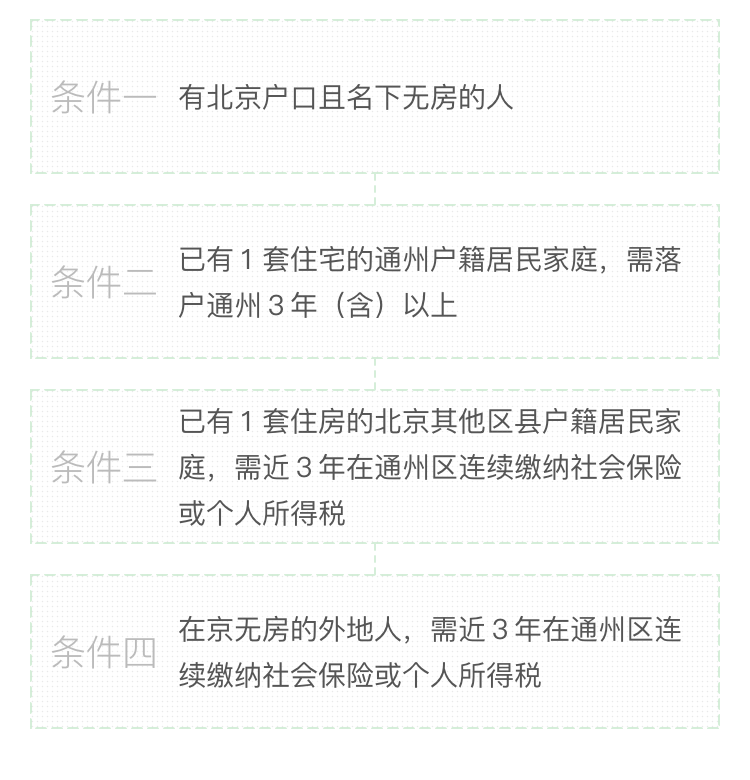 条件一
有北京户口且名下无房的人
条件二
已有1套住宅的通州户籍居民家庭，需落
户通州3年（含）以上
条件三
已有1套住房的北京其他区县户籍居民家
庭，需近3年在通州区连续缴纳社会保险
或个人所得税
条件四
在京无房的外地人，需近3年在通州区连
续缴纳社会保险或个人所得税